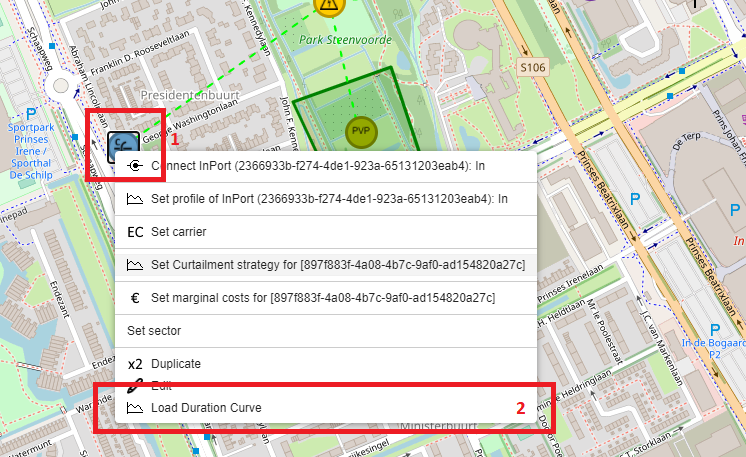 Park Steenvoorde
Schaapweg
Abraham Lincolnlaan
Franklin D. Rooseveltlaan
Kennedylaan
Presidentenbuurt
S106
P
Sportpark
Prinses
Irene /
Sporthal
De Schilp
1
George Washingtonlaan
John F. Kennedy
PVP
De Terp
Prins Johan
Schaapweg
Connect InPort (2366933b-f274-4de1-923a-65131203eab4): In
Set profile of InPort (2366933b-f274-4de1-923a-65131203eab4): In
EC Set carrier
Set Curtailment strategy for [897f883f-4a08-4b7c-9af0-ad154820a27c]
€ Set marginal costs for [897f883f-4a08-4b7c-9af0-ad154820a27c]
Set sector
x2 Duplicate
Edit
Load Duration Curve 2
Prinses Beatrixlaan
Prinses Beatrixlaan
P
P
In
Prinses Irenelaan
H. Heldtlaan
Mr le Poolestraat
J.C. van Markenlaan
P
In de Bogaard
P2
Endezant
Endez
Ministerbuurt
T. Storklaan